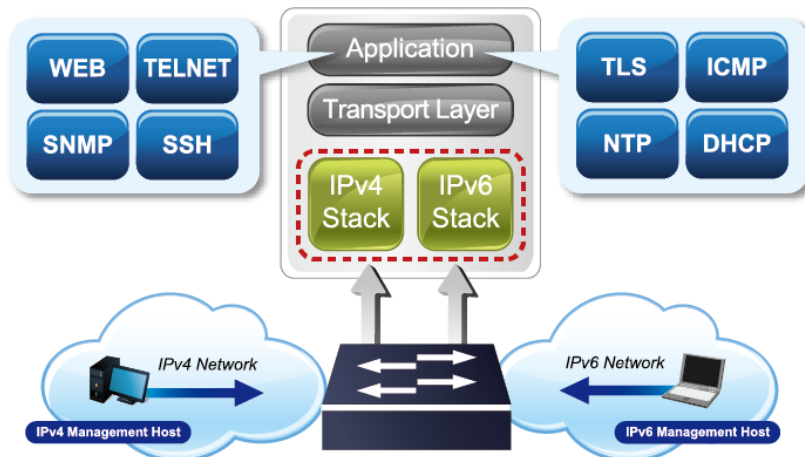 WEB
TELNET
SNMP
SSH
Application
Transport Layer
IPv4
Stack
IPv6
Stack
TLS
ICMP
NTP
DHCP
IPv4 Network
IPv4 Management Host
IPv6 Network
IPv6 Management Host